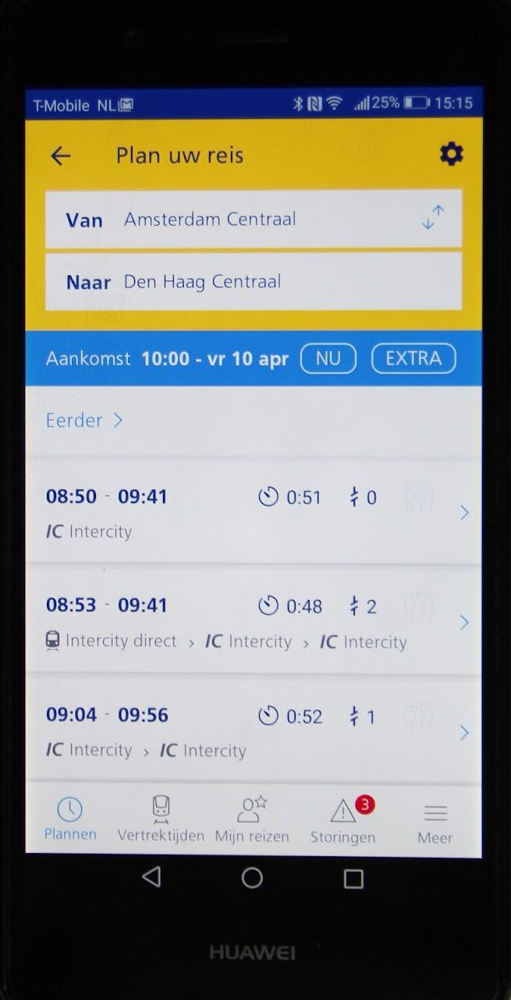 T-Mobile NL 25% 15:15
Plan uw reis
Van Amsterdam Centraal
Naar Den Haag Centraal
Aankomst 10:00 - vr 10 apr NU EXTRA
Eerder >
08:50 - 09:41 0:51 0
IC Intercity
08:53 - 09:41 0:48 2
Intercity direct > IC Intercity > IC Intercity
09:04 - 09:56 0:52 1
IC Intercity > IC Intercity
3
Plannen Vertrektijden Mijn reizen Storingen Meer
HUAWEI